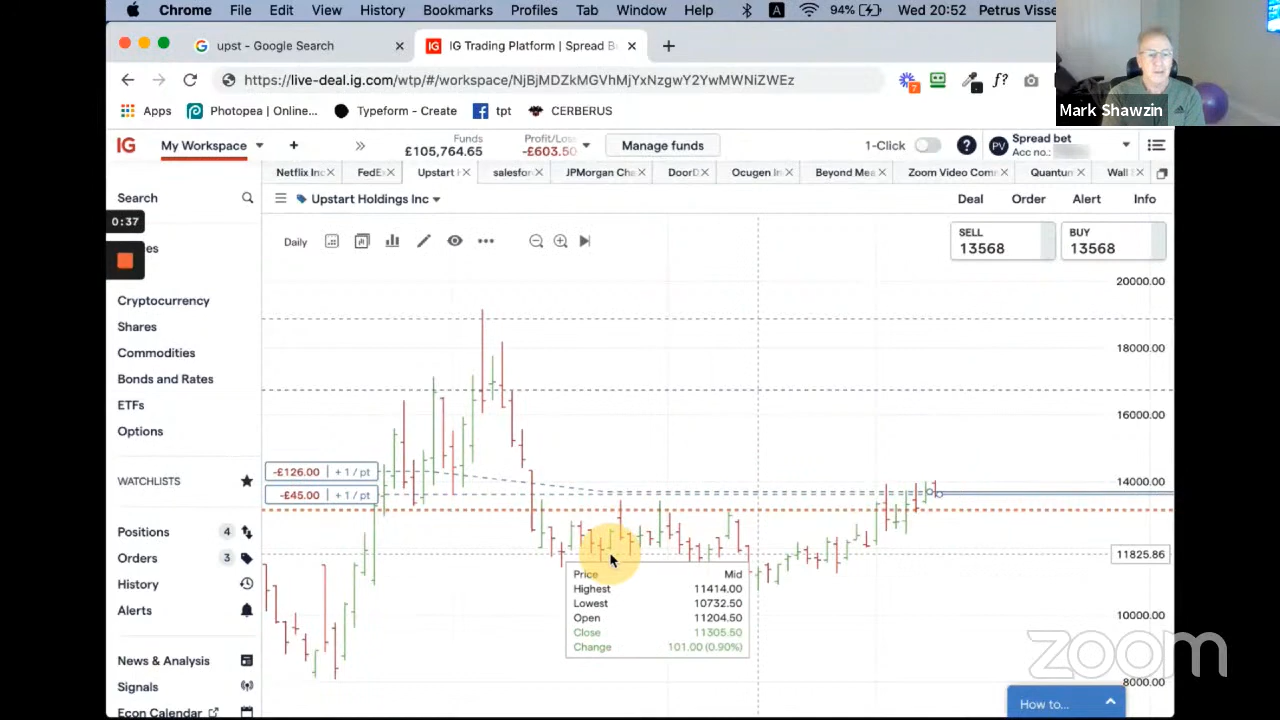 Chrome File Edit View History Bookmarks Profiles Tab Window Help A 94% Wed 20:52 Petrus Visse
upst - Google Search IG IG Trading Platform | Spread B
https://live-deal.ig.com/wtp/#/workspace/NjBjMDZkMGVhMjYxNzgwY2YwMWNiZWEz 7 f?
Mark Shawzin
Apps Photopea | Online... Typeform - Create tpt CERBERUS
IG My Workspace Funds £105,764.65 Profit/Loss -£603.50 Manage funds 1-Click ? PV Spread bet Acc no.:
Netflix Inc FedEx Upstart H salesfor JPMorgan Cha DoorD Ocugen In Beyond Mea Zoom Video Comm Quantun Wall
Search
Upstart Holdings Inc Deal Order Alert Info
0:37
es
Daily
SELL
13568
BUY
13568
Cryptocurrency
Shares
Commodities
Bonds and Rates
ETFs
Options
WATCHLISTS
Positions 4
Orders 3
History
Alerts
News & Analysis
Signals
Econ Calendar
20000.00
18000.00
16000.00
14000.00
11825.86
10000.00
8000.00
-£126.00 + 1 / pt
-£45.00 + 1 / pt
Price Mid
Highest 11414.00
Lowest 10732.50
Open 11204.50
Close 11305.50
Change 101.00 (0.90%)
zoom
How to...